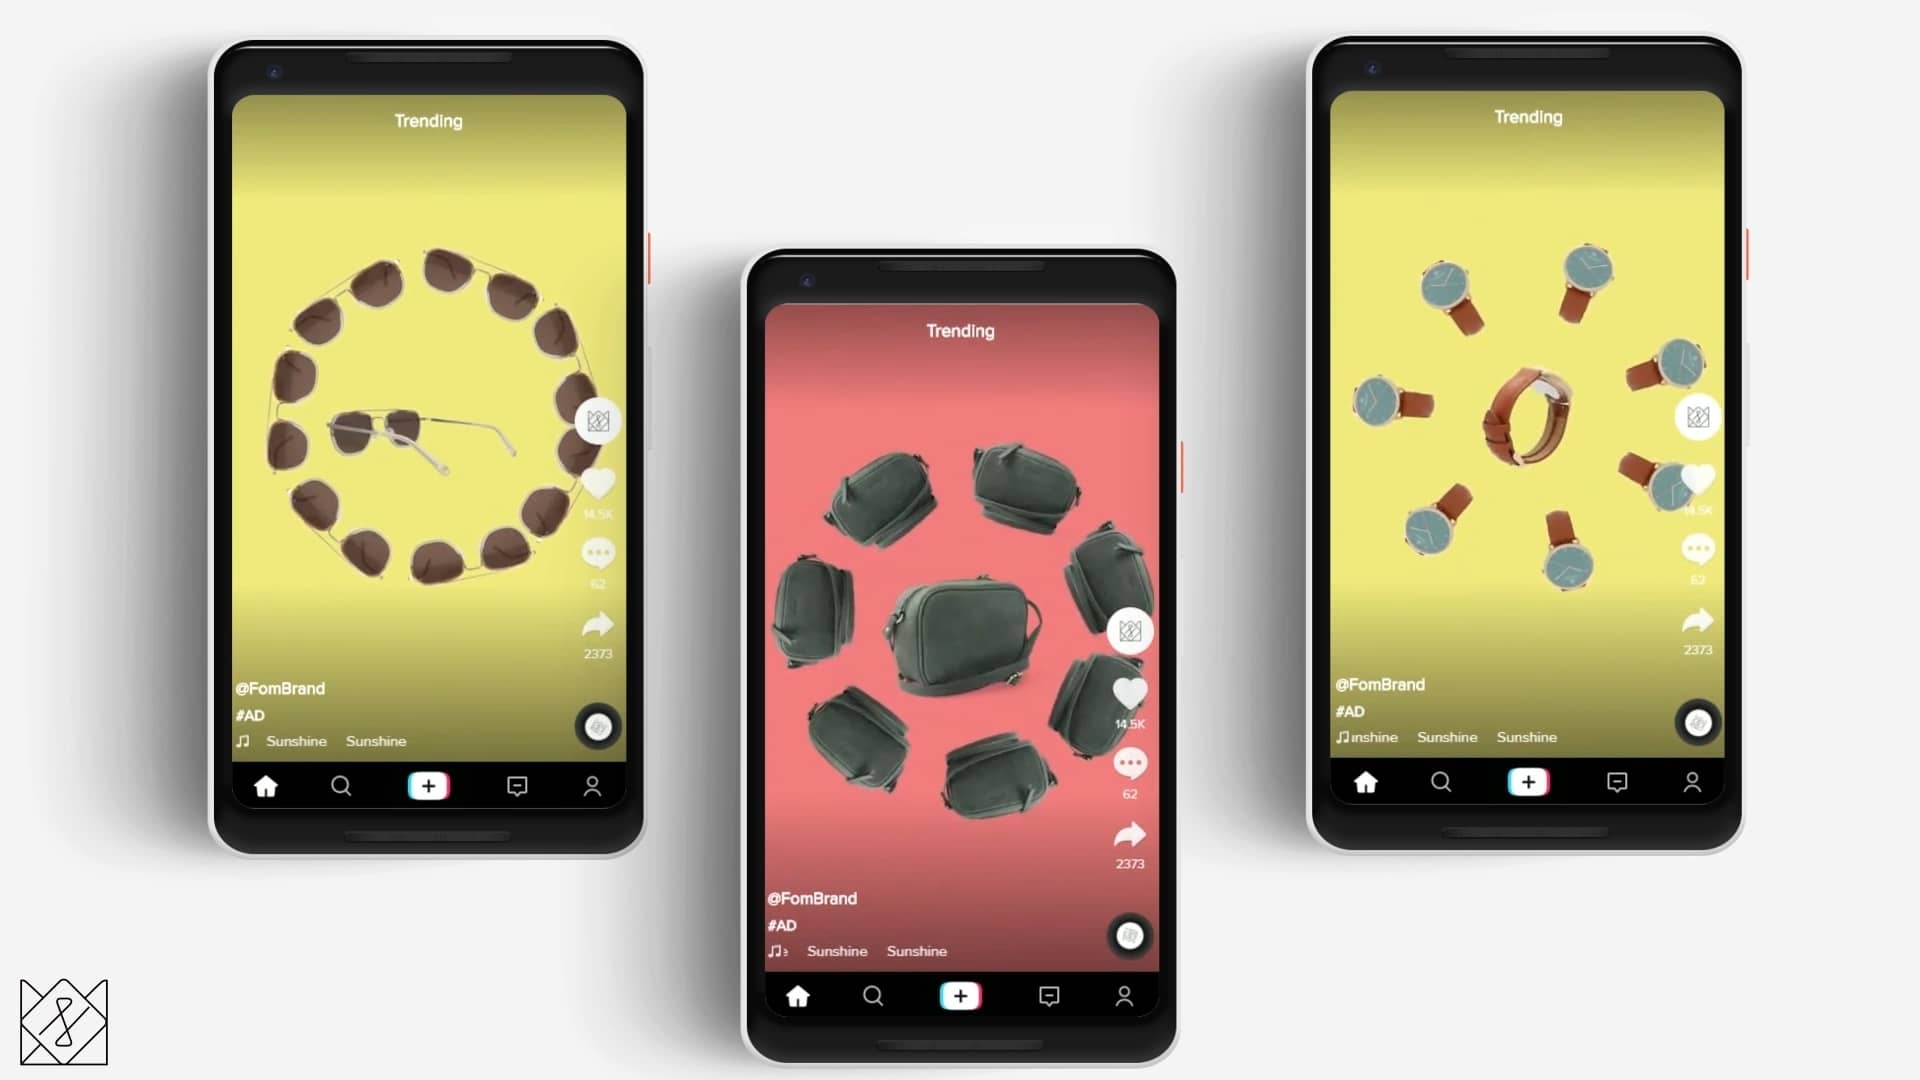 Trending
14.5K
62
2373
@FomBrand
#AD
Sunshine Sunshine
Trending
14.5K
62
2373
@FomBrand
#AD
e Sunshine Sunshine
Trending
14.5K
62
2373
@FomBrand
#AD
inshine Sunshine Sunshine